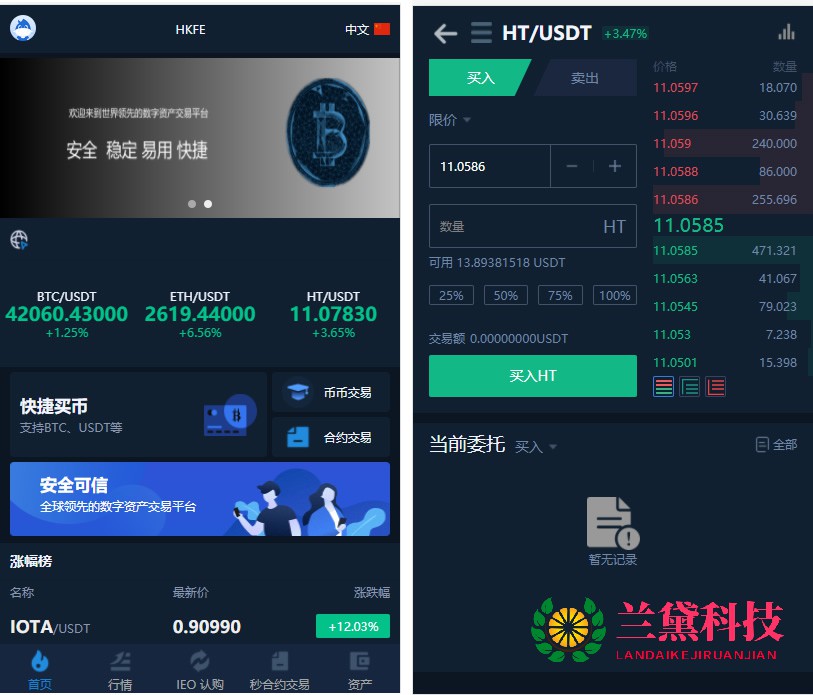 HKFE
中文
欢迎来到世界领先的数字资产交易平台
安全 稳定 易用 快捷
BTC/USDT ETH/USDT HT/USDT
42060.43000 2619.44000 11.07830
+1.25% +6.56% +3.65%
快捷买币
支持BTC、USDT等
币币交易
合约交易
安全可信
全球领先的数字资产交易平台
涨幅榜
名称 最新价 涨跌幅
IOTA/USDT 0.90990 +12.03%
首页 行情 IEO 认购 秒合约交易 资产
HT/USDT +3.47%
买入 卖出
限价
11.0586 − +
数量 HT
可用 13.89381518 USDT
25% 50% 75% 100%
交易额 0.00000000USDT
买入HT
价格 数量
11.0597 18.070
11.0596 30.639
11.059 240.000
11.0588 86.000
11.0586 255.696
11.0585
11.0585 471.321
11.0563 41.067
11.0545 79.023
11.053 7.238
11.0501 15.398
当前委托 买入 全部
暂无记录
兰黛科技
LANDAIKEJIRUANJIAN